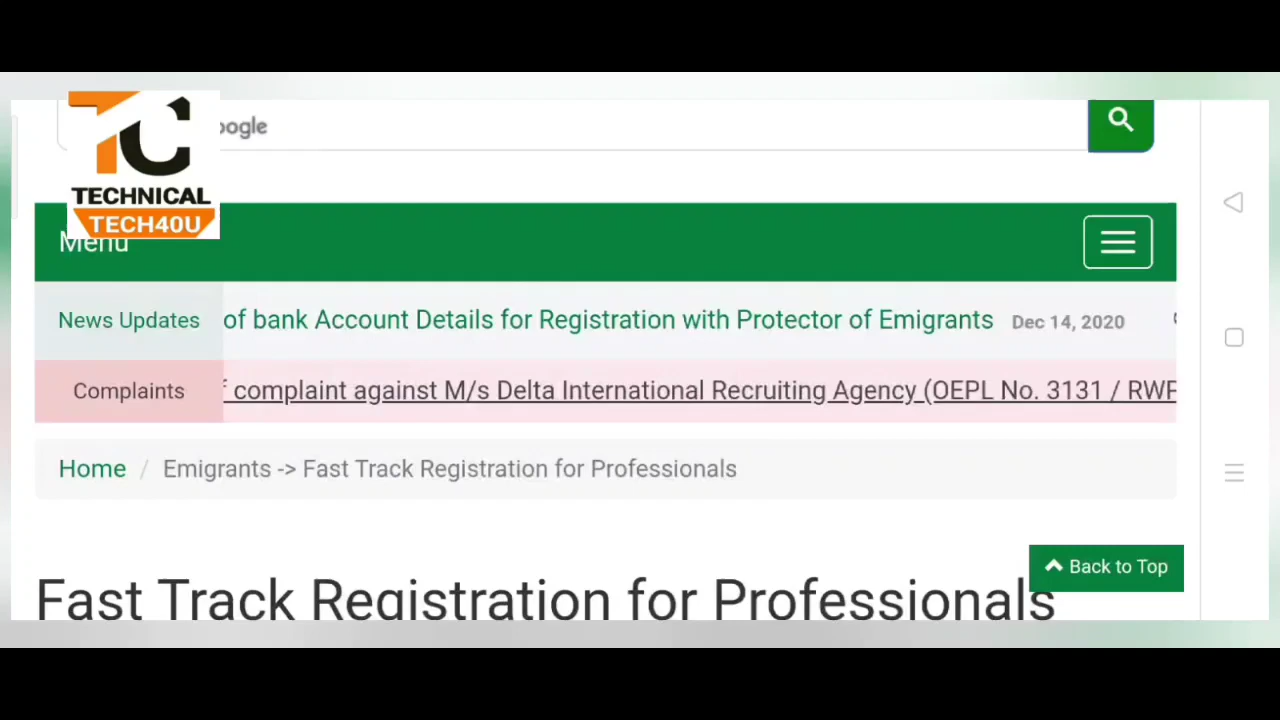 oogle
TC
TECHNICAL
TECH40U
Menu
News Updates of bank Account Details for Registration with Protector of Emigrants Dec 14, 2020
Complaints complaint against M/s Delta International Recruiting Agency (OEPL No. 3131 / RWP
Home / Emigrants -> Fast Track Registration for Professionals
Back to Top
Fast Track Registration for Professionals